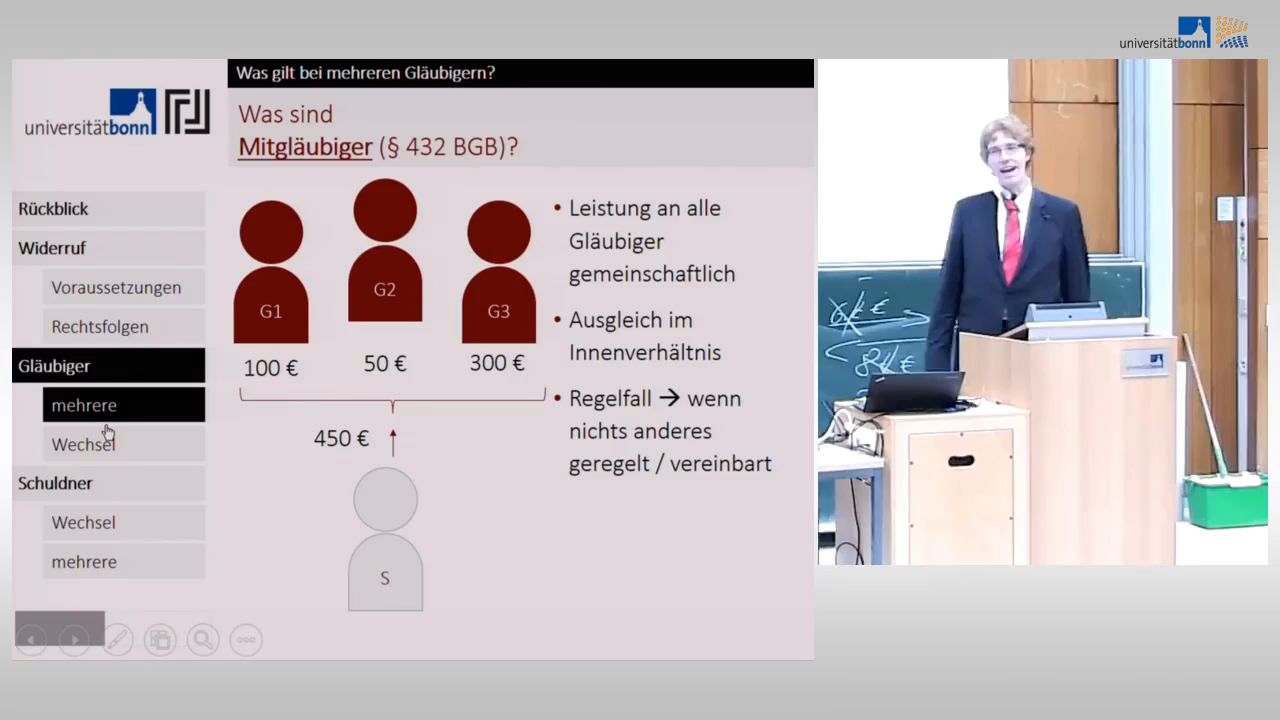 universitätbonn
Was gilt bei mehreren Gläubigern?
universitätbonn
Was sind
Mitgläubiger (§ 432 BGB)?
Rückblick
Widerruf
Voraussetzungen
Rechtsfolgen
Gläubiger
mehrere
Wechsel
Schuldner
Wechsel
mehrere
G1
G2
G3
100 €
50 €
300 €
450 €
S
• Leistung an alle
Gläubiger
gemeinschaftlich
• Ausgleich im
Innenverhältnis
• Regelfall → wenn
nichts anderes
geregelt / vereinbart